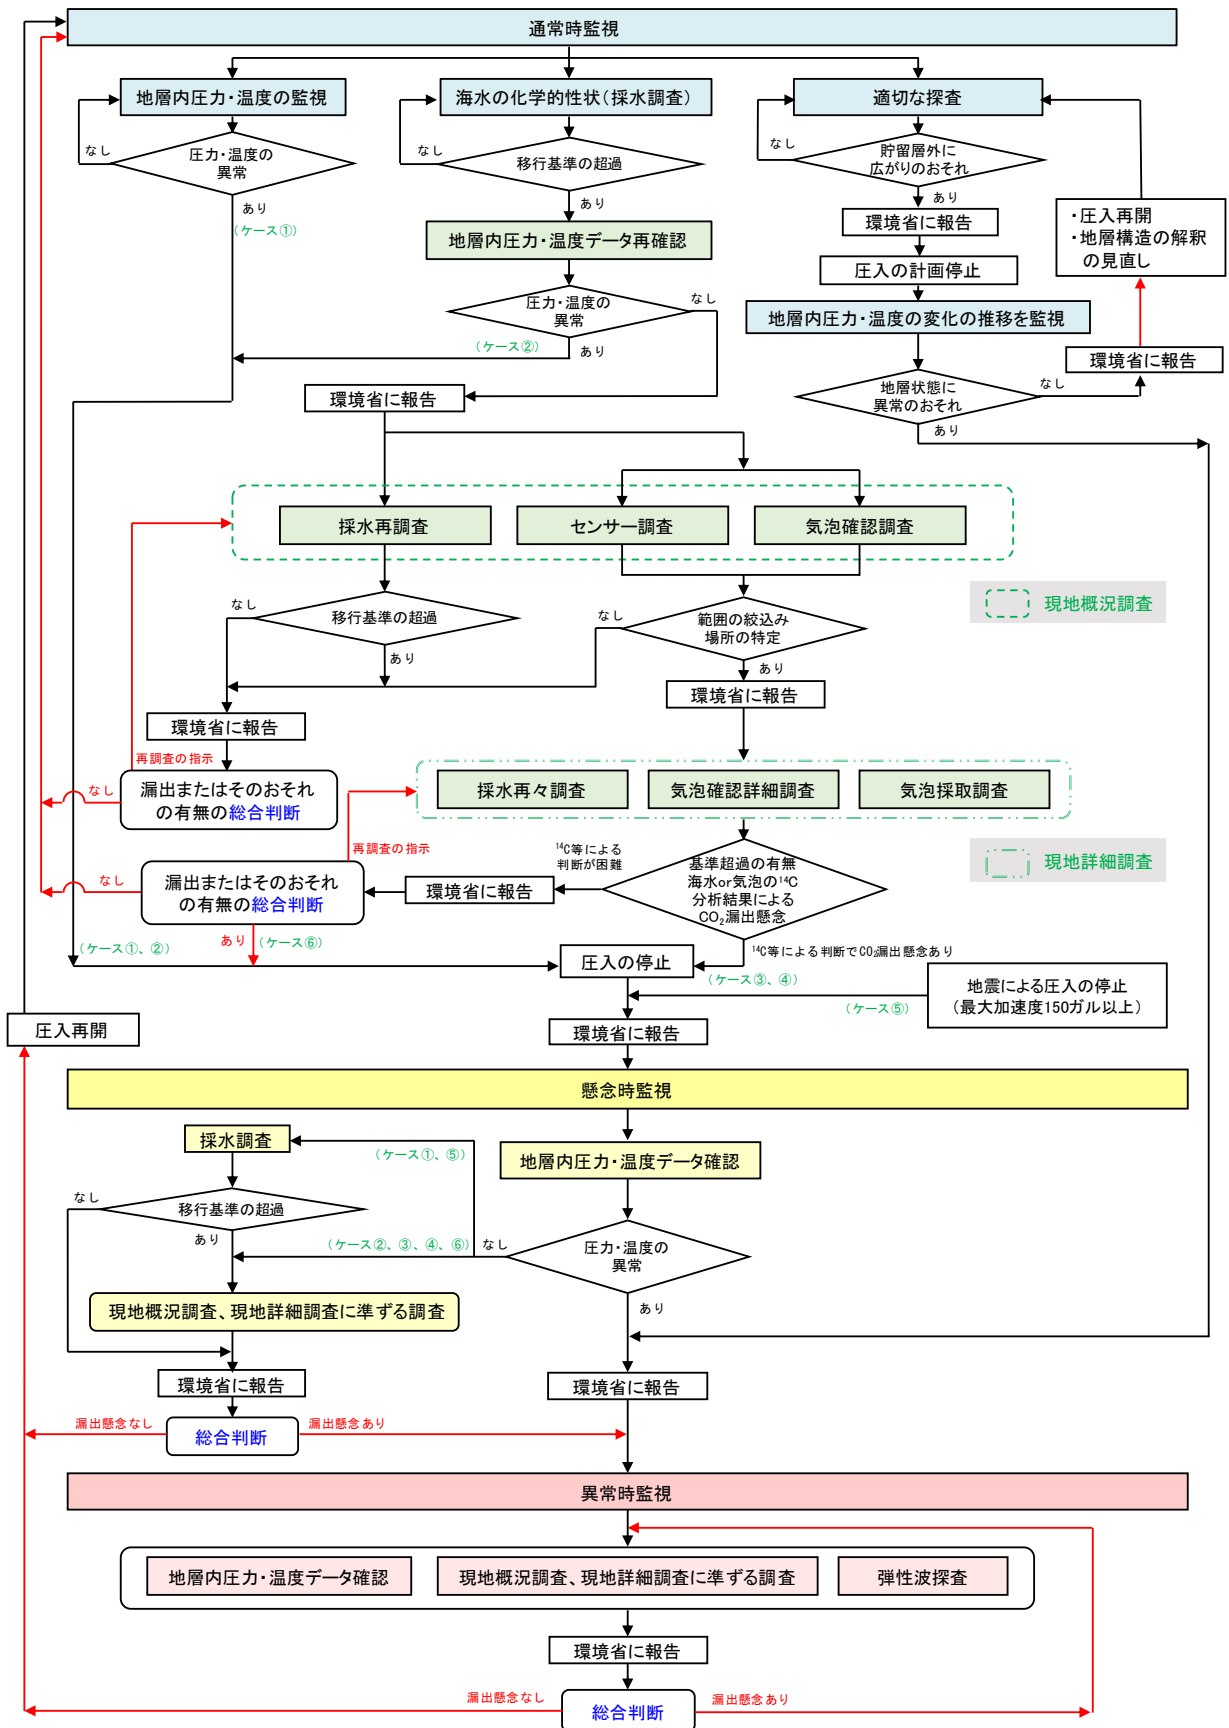 通常時監視
地層内圧力・温度の監視
海水の化学的性状(採水調査)
適切な探査
なし
圧力・温度の
異常
なし
移行基準の超過
なし
貯留層外に
広がりのおそれ
あり
(ケース①)
あり
あり
環境省に報告
・圧入再開
・地層構造の解釈
の見直し
地層内圧力・温度データ再確認
圧入の計画停止
圧力・温度の
異常
なし
地層内圧力・温度の変化の推移を監視
(ケース②)
あり
環境省に報告
環境省に報告
地層状態に
異常のおそれ
なし
あり
採水再調査
センサー調査
気泡確認調査
現地概況調査
なし
移行基準の超過
なし
範囲の絞込み
場所の特定
あり
あり
環境省に報告
環境省に報告
再調査の指示
なし
漏出またはそのおそれ
の有無の総合判断
採水再々調査
気泡確認詳細調査
気泡採取調査
再調査の指示
¹⁴C等による
判断が困難
基準超過の有無
海水or気泡の¹⁴C
分析結果による
CO₂漏出懸念
現地詳細調査
なし
漏出またはそのおそれ
の有無の総合判断
環境省に報告
あり
(ケース⑥)
(ケース①、②)
¹⁴C等による判断でCO₂漏出懸念あり
圧入の停止
(ケース③、④)
地震による圧入の停止
(最大加速度150ガル以上)
(ケース⑤)
圧入再開
環境省に報告
懸念時監視
採水調査
(ケース①、⑤)
地層内圧力・温度データ確認
なし
移行基準の超過
あり
(ケース②、③、④、⑥)
なし
圧力・温度の
異常
現地概況調査、現地詳細調査に準ずる調査
あり
環境省に報告
環境省に報告
漏出懸念なし
総合判断
漏出懸念あり
異常時監視
地層内圧力・温度データ確認
現地概況調査、現地詳細調査に準ずる調査
弾性波探査
環境省に報告
漏出懸念なし
総合判断
漏出懸念あり